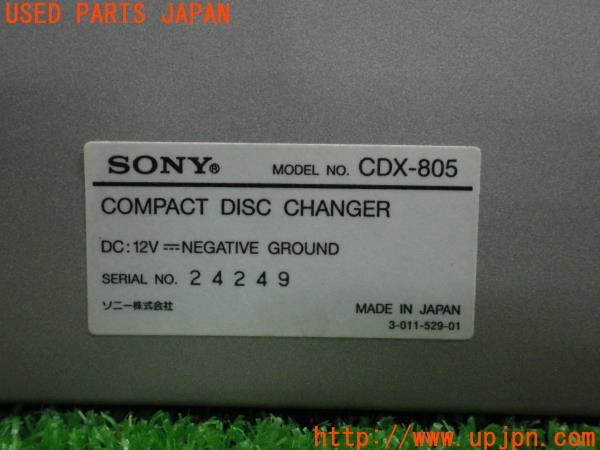 USED PARTS JAPAN
SONY® MODEL NO. CDX-805
COMPACT DISC CHANGER
DC:12V⎓NEGATIVE GROUND
SERIAL NO. 24249
ソニー株式会社 MADE IN JAPAN
3-011-529-01
http://www.upjpn.com